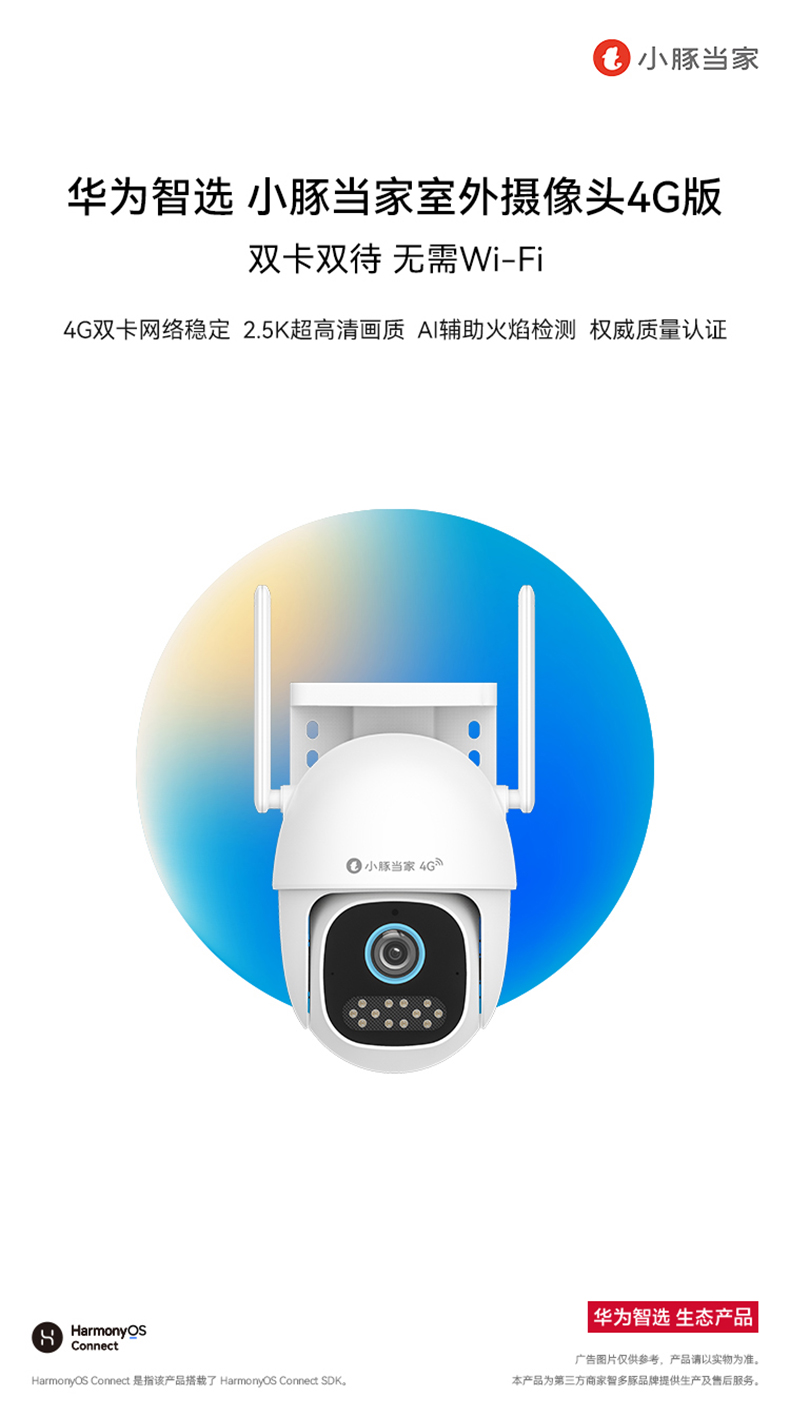 小豚当家
华为智选 小豚当家室外摄像头4G版
双卡双待 无需Wi-Fi
4G双卡网络稳定 2.5K超高清画质 AI辅助火焰检测 权威质量认证
小豚当家 4G
HarmonyOS
Connect
HarmonyOS Connect 是指该产品搭载了 HarmonyOS Connect SDK。
华为智选 生态产品
广告图片仅供参考，产品请以实物为准。
本产品为第三方商家智多豚品牌提供生产及售后服务。